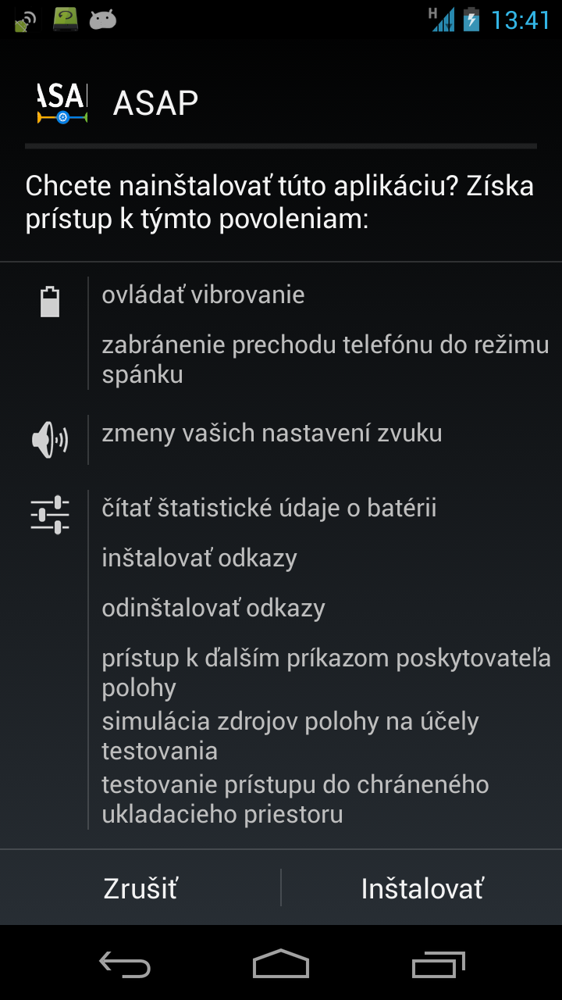 H 13:41
ASAP
ASAP
Chcete nainštalovať túto aplikáciu? Získa
prístup k týmto povoleniam:
ovládať vibrovanie
zabránenie prechodu telefónu do režimu
spánku
zmeny vašich nastavení zvuku
čítať štatistické údaje o batérii
inštalovať odkazy
odinštalovať odkazy
prístup k ďalším príkazom poskytovateľa
polohy
simulácia zdrojov polohy na účely
testovania
testovanie prístupu do chráneného
ukladacieho priestoru
Zrušiť
Inštalovať